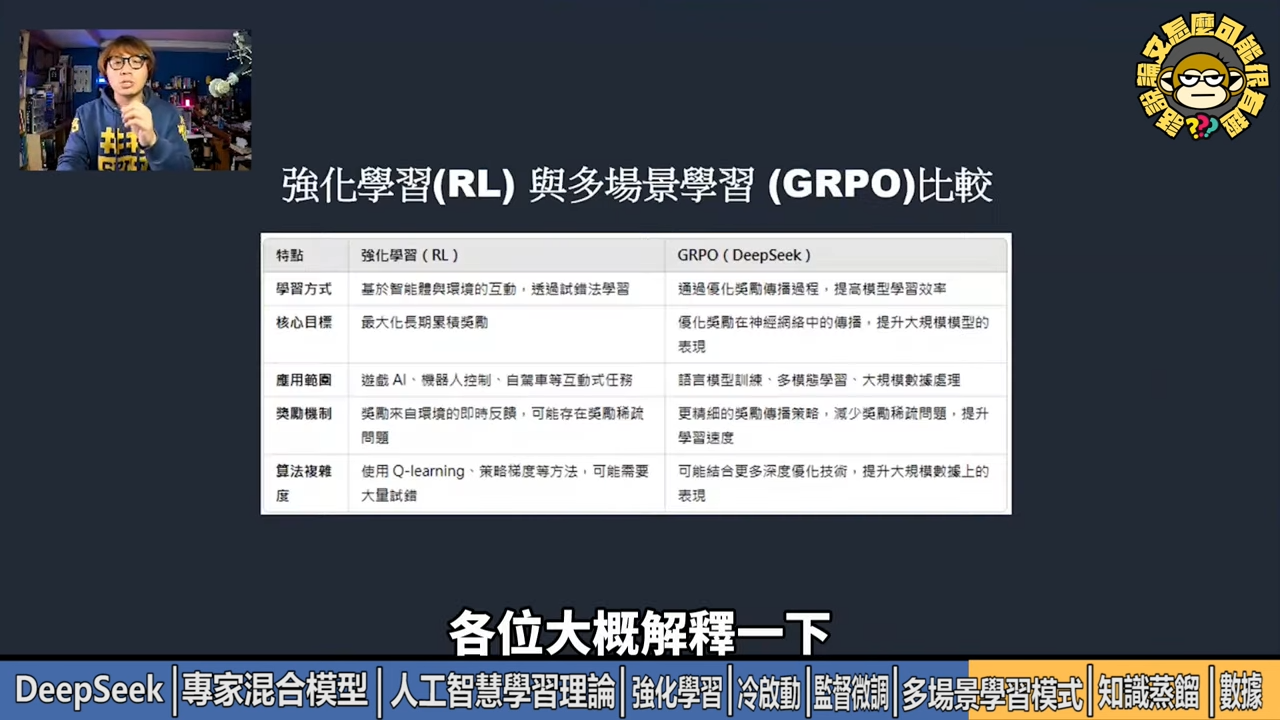 論說論文怎麼可能很有趣
???
強化學習(RL) 與多場景學習 (GRPO)比較
特點 強化學習（RL） GRPO（DeepSeek）
學習方式 基於智能體與環境的互動，透過試錯法學習 通過優化獎勵傳播過程，提高模型學習效率
核心目標 最大化長期累積獎勵 優化獎勵在神經網絡中的傳播，提升大規模模型的
表現
應用範圍 遊戲 AI、機器人控制、自駕車等互動式任務 語言模型訓練、多模態學習、大規模數據處理
獎勵機制 獎勵來自環境的即時反饋，可能存在獎勵稀疏 更精細的獎勵傳播策略，減少獎勵稀疏問題，提升
問題 學習速度
算法複雜 使用 Q-learning、策略梯度等方法，可能需要 可能結合更多深度優化技術，提升大規模數據上的
度 大量試錯 表現
各位大概解釋一下
DeepSeek|專家混合模型|人工智慧學習理論|強化學習|冷啟動|監督微調|多場景學習模式|知識蒸餾|數據